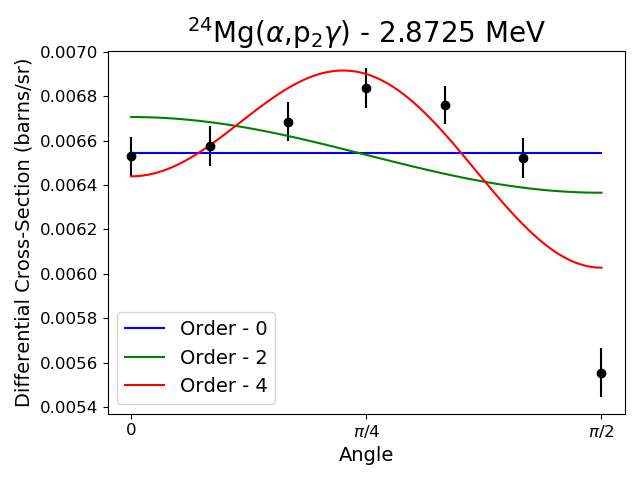 ²⁴Mg(α,p₂γ) - 2.8725 MeV
Differential Cross-Section (barns/sr)
0.0070
0.0068
0.0066
0.0064
0.0062
0.0060
0.0058
0.0056
0.0054
Order - 0
Order - 2
Order - 4
0
π/4
π/2
Angle